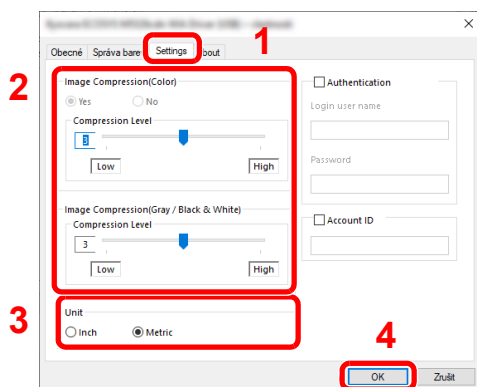 1
Obecné Správa bare Settings bout
2
Image Compression(Color)
Yes No
Compression Level
3
Low High
Image Compression(Gray / Black & White)
Compression Level
3
Low High
Authentication
Login user name
Password
Account ID
3
Unit
Inch Metric
4
OK Zrušit